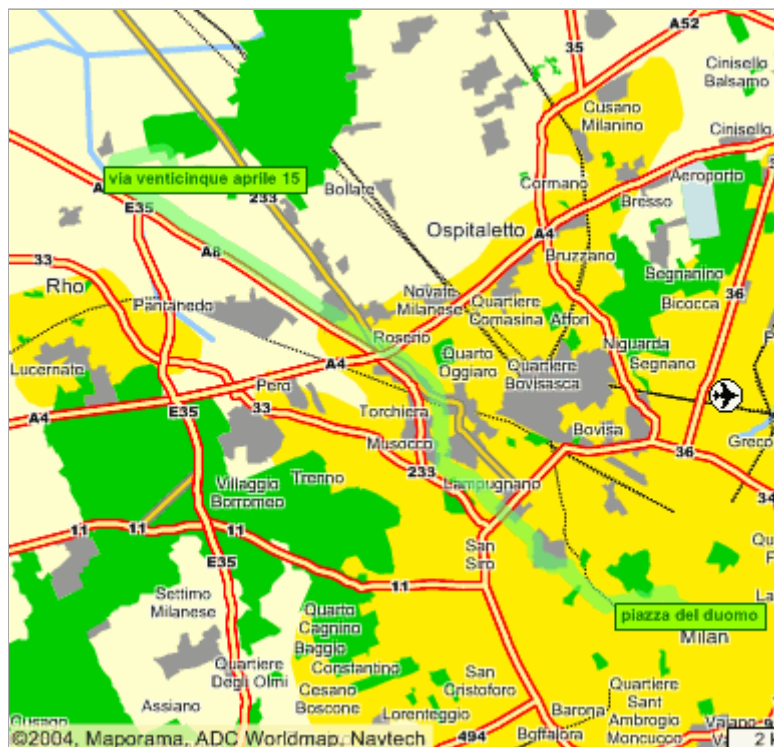 A52
35
Cinisello
Balsamo
Cusano
Milanino
Cinisello
via venticinque aprile 15
233
Bollate
Cormano
Aeroporto
Bresso
E35
Ospitaletto
A4
A8
Bruzzano
33
Segnanino
Rho
Pantanedo
Novate
Milanese
Quartiere
Comasina
Affori
Bicocca
36
Roserio
Niguarda
Segnano
Quarto
Oggiaro
Quartiere
Bovisasca
Lucernate
A4
Pero
A4
E35
33
Torchiera
Musocco
Bovisa
Greco
36
233
Villaggio
Borromeo
Trenno
Lampugnano
34
11
11
11
San
Siro
E35
11
Settimo
Milanese
Quarto
Cagnino
piazza del duomo
Milan
Baggio
Quartiere
Degli Olmi
Constantino
San
Cristoforo
Cesano
Boscone
Quartiere
Sant
Ambrogio
Assiano
Lorenteggio
Barona
Moncucco
494
Boffalora
©2004, Maporama, ADC Worldmap, Navtech
2